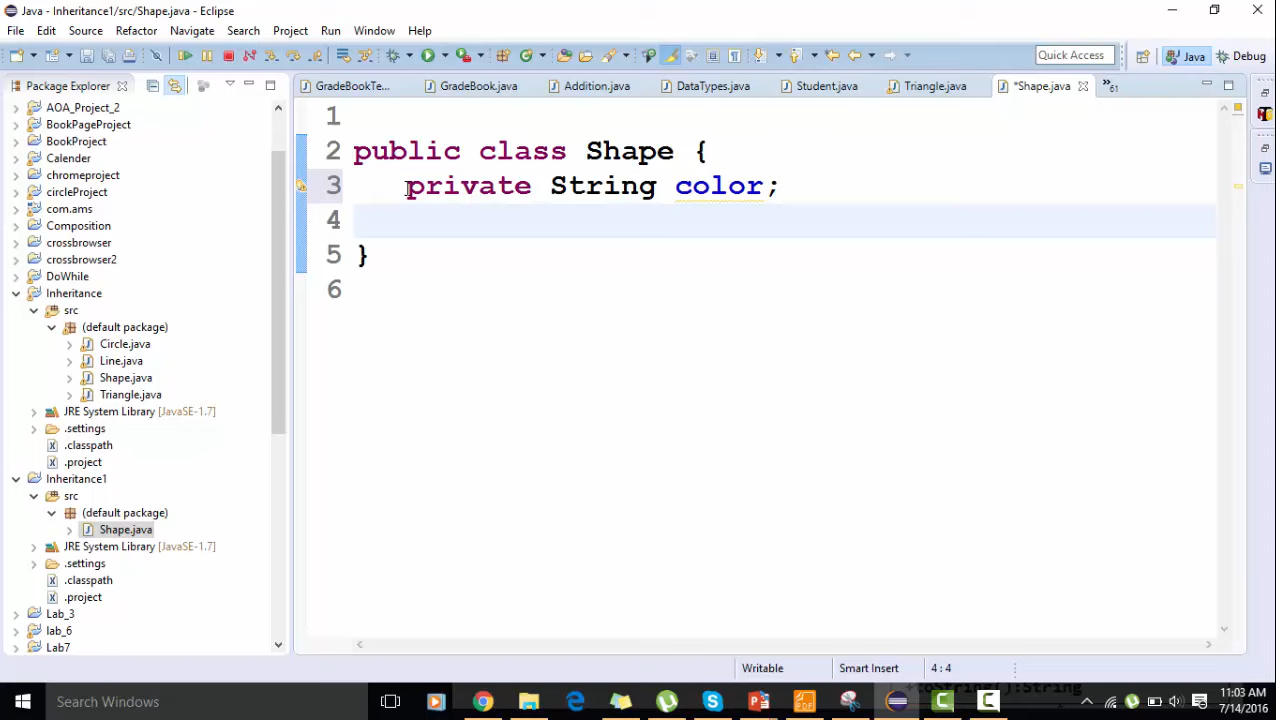 Java - Inheritance1/src/Shape.java - Eclipse
File Edit Source Refactor Navigate Search Project Run Window Help
Quick Access Java Debug
Package Explorer
GradeBookTe... GradeBook.java Addition.java DataTypes.java Student.java Triangle.java *Shape.java »61
AOA_Project_2
BookPageProject
BookProject
Calender
chromeproject
circleProject
com.ams
Composition
crossbrowser
crossbrowser2
DoWhile
Inheritance
src
(default package)
Circle.java
Line.java
Shape.java
Triangle.java
JRE System Library [JavaSE-1.7]
.settings
.classpath
.project
Inheritance1
src
(default package)
Shape.java
JRE System Library [JavaSE-1.7]
.settings
.classpath
.project
Lab_3
lab_6
Lab7
1
2 public class Shape {
3 private String color;
4
5 }
6
Writable Smart Insert 4 : 4
Search Windows
+toString():String
11:03 AM
7/14/2016